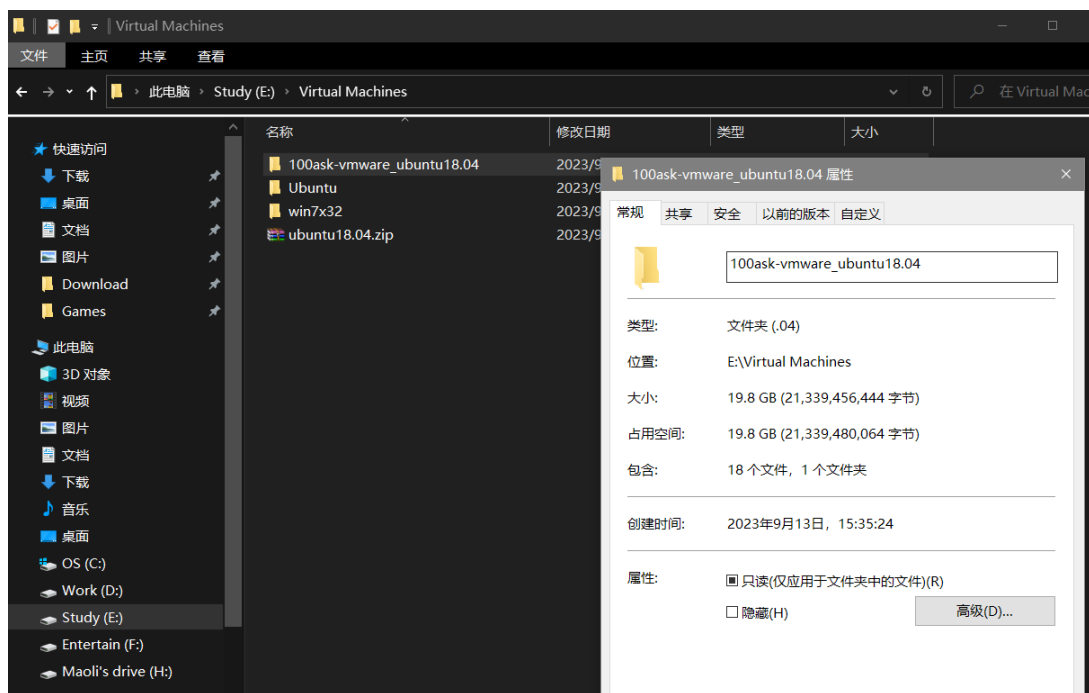 Virtual Machines
文件 主页 共享 查看
此电脑 Study (E:) Virtual Machines
在 Virtual Mac
名称 修改日期 类型 大小
快速访问
下载
桌面
文档
图片
Download
Games
此电脑
3D 对象
视频
图片
文档
下载
音乐
桌面
OS (C:)
Work (D:)
Study (E:)
Entertain (F:)
Maoli's drive (H:)
100ask-vmware_ubuntu18.04 2023/9
Ubuntu 2023/9
win7x32 2023/9
ubuntu18.04.zip 2023/9
100ask-vmware_ubuntu18.04 属性
常规 共享 安全 以前的版本 自定义
100ask-vmware_ubuntu18.04
类型: 文件夹 (.04)
位置: E:\Virtual Machines
大小: 19.8 GB (21,339,456,444 字节)
占用空间: 19.8 GB (21,339,480,064 字节)
包含: 18 个文件，1 个文件夹
创建时间: 2023年9月13日，15:35:24
属性: 只读(仅应用于文件夹中的文件)(R)
隐藏(H) 高级(D)...